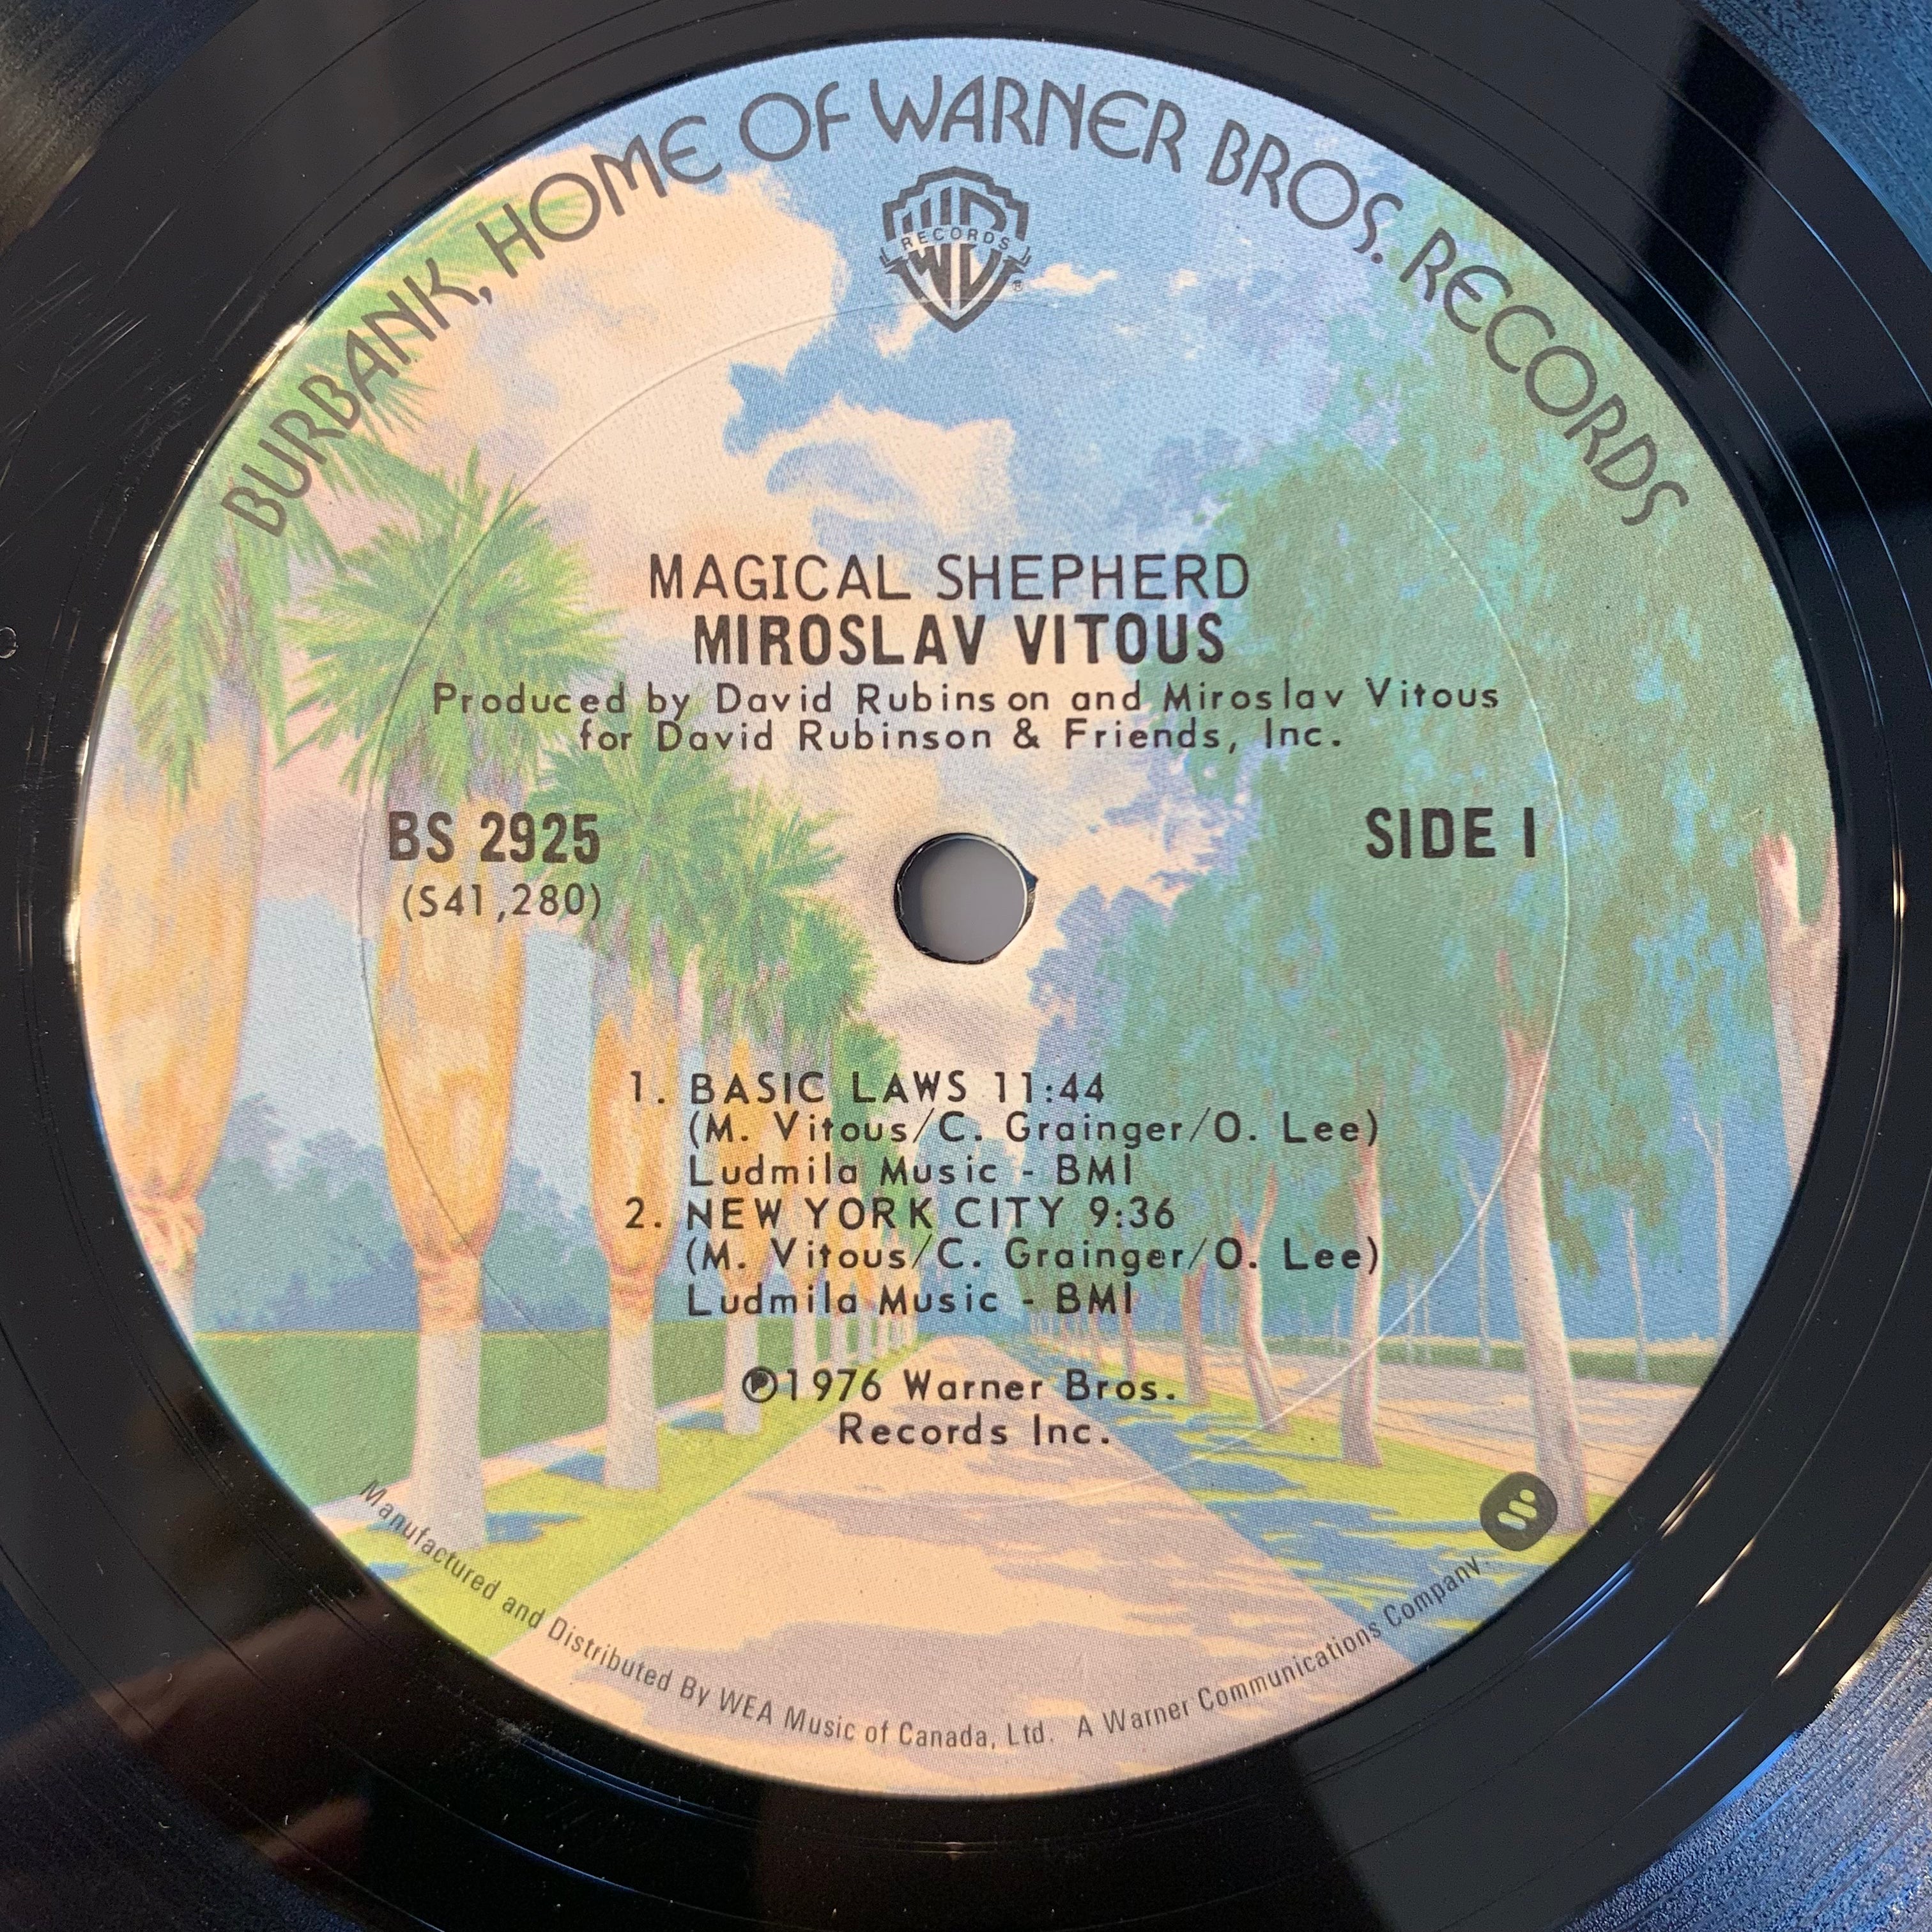 BURBANK, HOME OF WARNER BROS. RECORDS
WB
RECORDS
®
MAGICAL SHEPHERD
MIROSLAV VITOUS
Produced by David Rubinson and Miroslav Vitous
for David Rubinson & Friends, Inc.
BS 2925
(S41,280)
SIDE 1
1. BASIC LAWS 11:44
(M. Vitous/C. Grainger/O. Lee)
Ludmila Music - BMI
2. NEW YORK CITY 9:36
(M. Vitous/C. Grainger/O. Lee)
Ludmila Music - BMI
℗1976 Warner Bros.
Records Inc.
Manufactured and Distributed By WEA Music of Canada, Ltd. A Warner Communications Company.